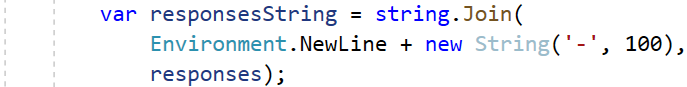 var responsesString = string.Join(
Environment.NewLine + new String('-', 100),
responses);